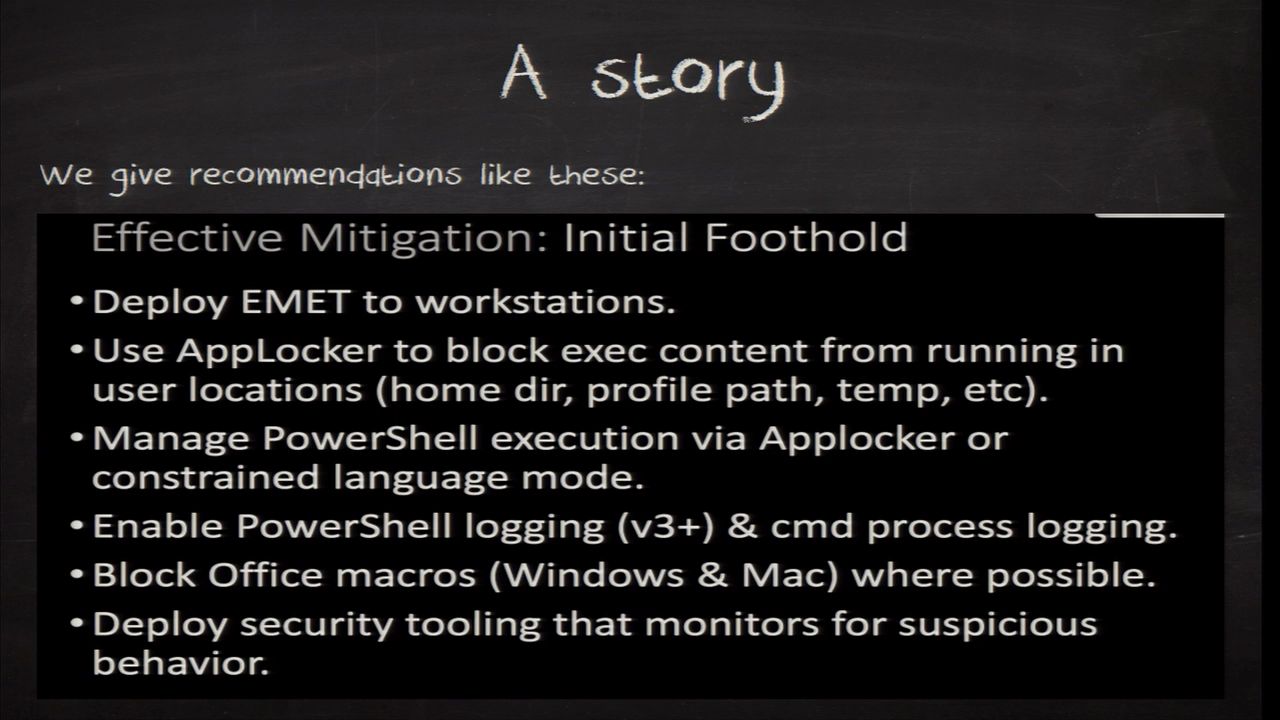 A story
We give recommendations like these:
Effective Mitigation: Initial Foothold
• Deploy EMET to workstations.
• Use AppLocker to block exec content from running in
user locations (home dir, profile path, temp, etc).
• Manage PowerShell execution via Applocker or
constrained language mode.
• Enable PowerShell logging (v3+) & cmd process logging.
• Block Office macros (Windows & Mac) where possible.
• Deploy security tooling that monitors for suspicious
behavior.